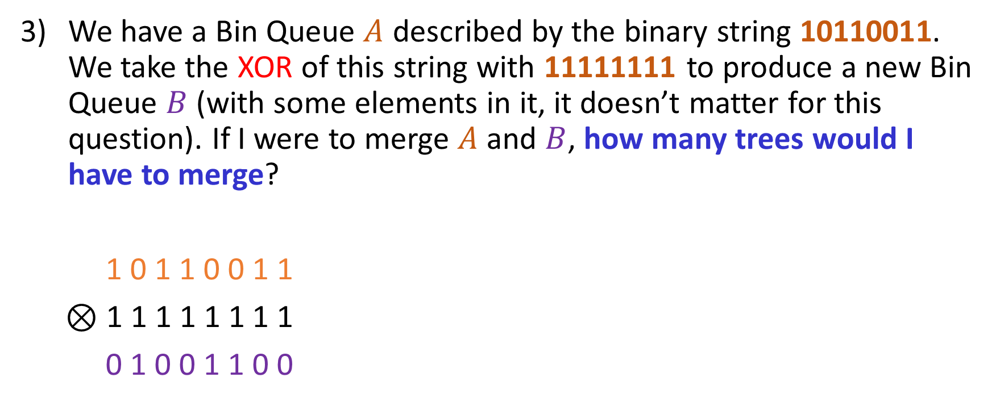 3) We have a Bin Queue A described by the binary string 10110011.
We take the XOR of this string with 11111111 to produce a new Bin
Queue B (with some elements in it, it doesn’t matter for this
question). If I were to merge A and B, how many trees would I
have to merge?
1 0 1 1 0 0 1 1
⊗ 1 1 1 1 1 1 1 1
0 1 0 0 1 1 0 0